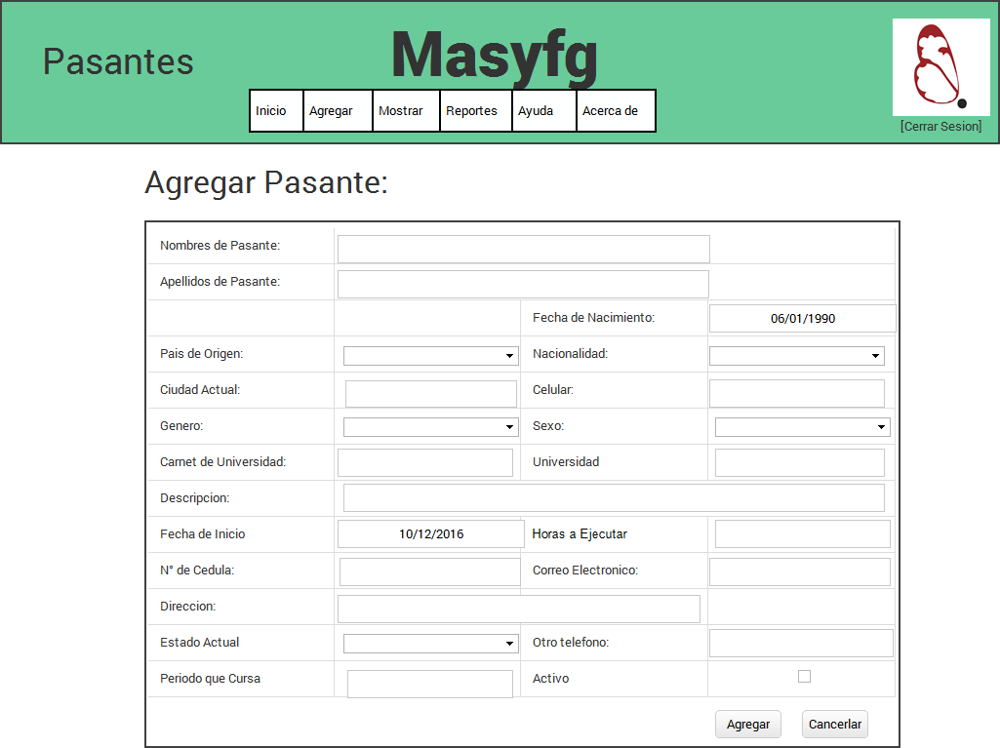 Pasantes
Masyfg
Inicio Agregar Mostrar Reportes Ayuda Acerca de
[Cerrar Sesion]
Agregar Pasante:
Nombres de Pasante:
Apellidos de Pasante:
Fecha de Nacimiento: 06/01/1990
Pais de Origen: Nacionalidad:
Ciudad Actual: Celular:
Genero: Sexo:
Carnet de Universidad: Universidad
Descripcion:
Fecha de Inicio 10/12/2016 Horas a Ejecutar
N° de Cedula: Correo Electronico:
Direccion:
Estado Actual Otro telefono:
Periodo que Cursa Activo
Agregar Cancerlar